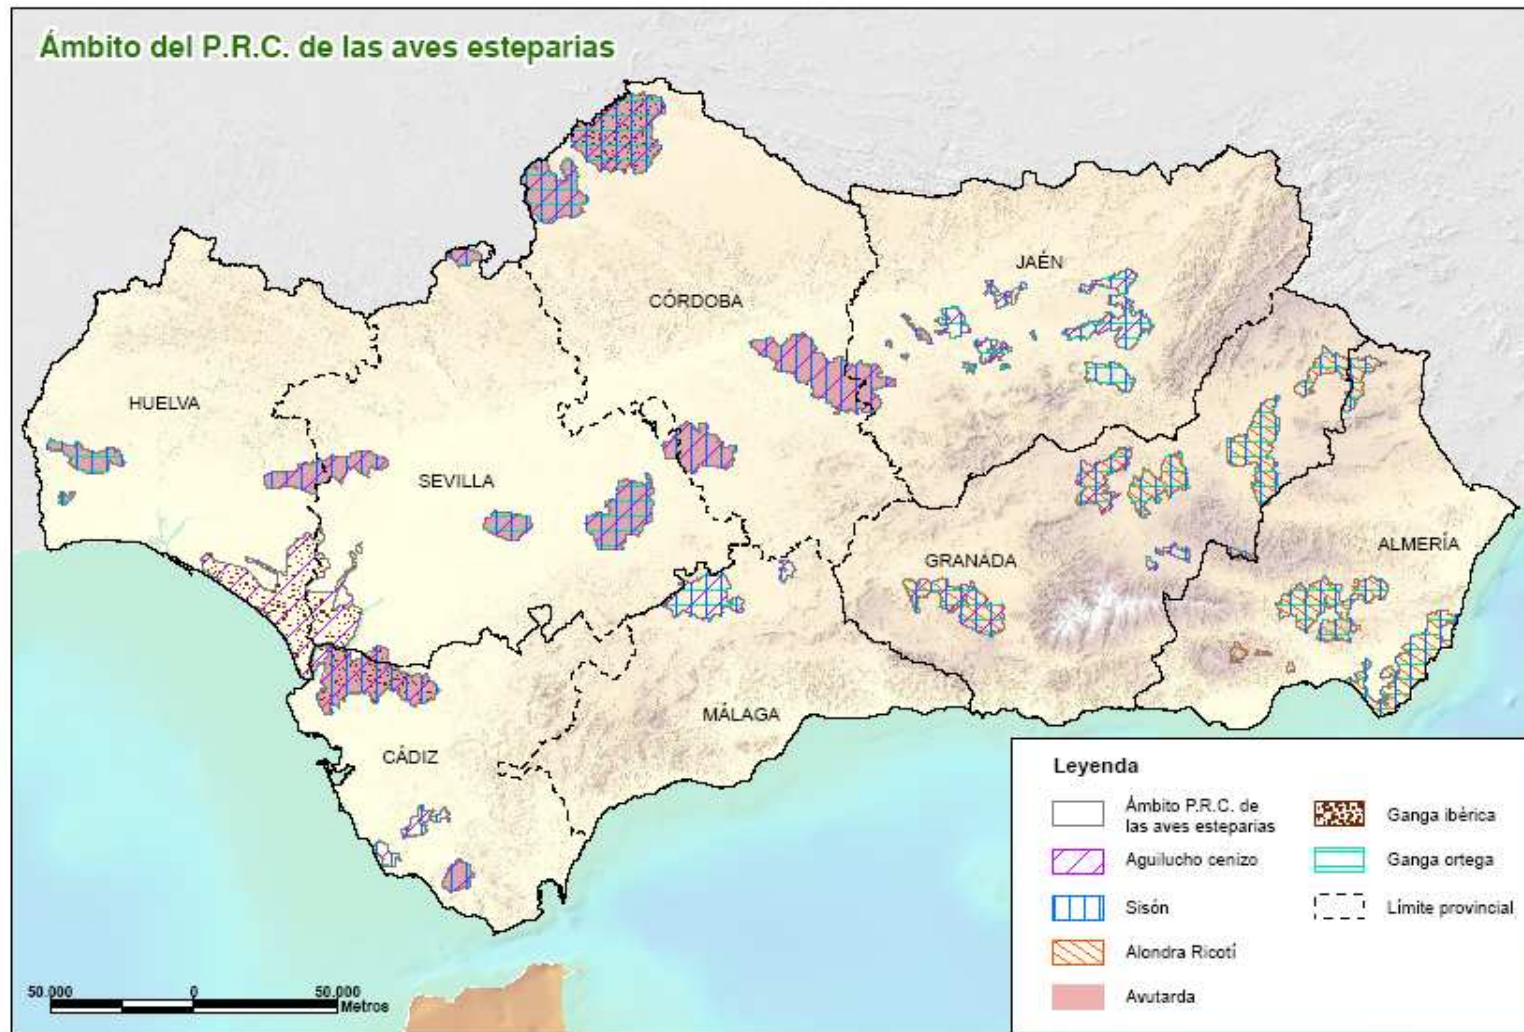 Ámbito del P.R.C. de las aves esteparias
JAÉN
CÓRDOBA
HUELVA
SEVILLA
ALMERÍA
GRANADA
MÁLAGA
CÁDIZ
Leyenda
Ámbito P.R.C. de
las aves esteparias
Aguilucho cenizo
Sisón
Alondra Ricotí
Avutarda
Ganga ibérica
Ganga ortega
Límite provincial
50.000 0 50.000
Metros